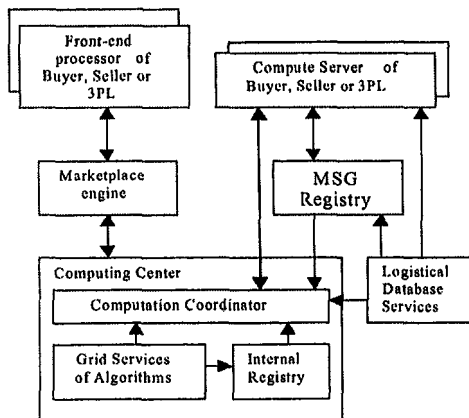 Front-end
processor of
Buyer, Seller or
3PL
Compute Server of
Buyer, Seller or 3PL
Marketplace
engine
MSG
Registry
Computing Center
Computation Coordinator
Logistical
Database
Services
Grid Services
of Algorithms
Internal
Registry